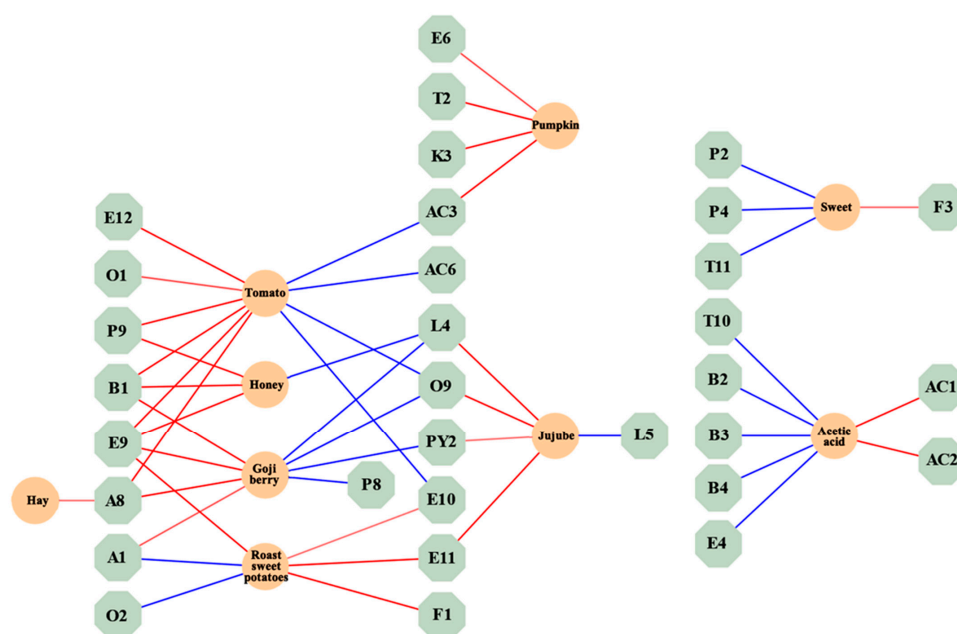 E6
T2
Pumpkin
K3
P2
E12
AC3
P4
Sweet
F3
O1
AC6
T11
Tomato
P9
L4
T10
B1
Honey
O9
B2
AC1
E9
PY2
Jujube
L5
B3
Acetic
acid
AC2
Hay
A8
Goji
berry
P8
E10
B4
A1
Roast
sweet
potatoes
E11
E4
O2
F1